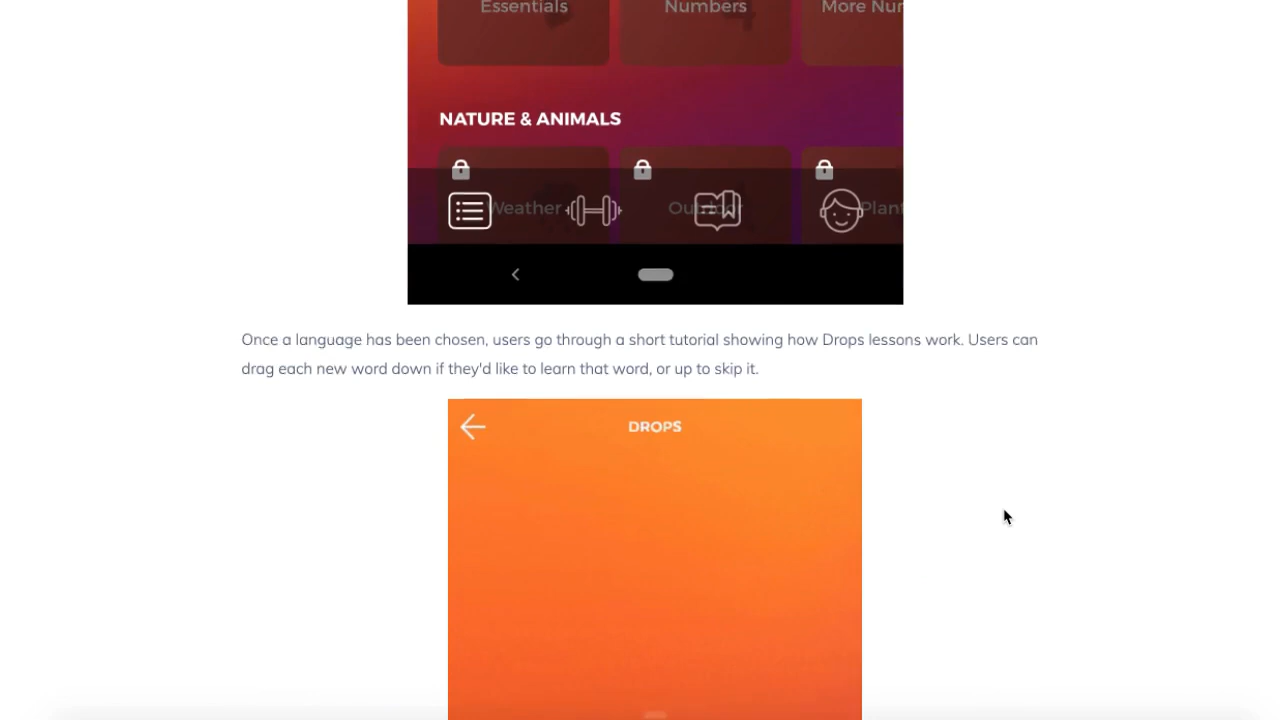 Essentials
Numbers
More Nur
NATURE & ANIMALS
Weather
Plant
Once a language has been chosen, users go through a short tutorial showing how Drops lessons work. Users can
drag each new word down if they'd like to learn that word, or up to skip it.
DROPS